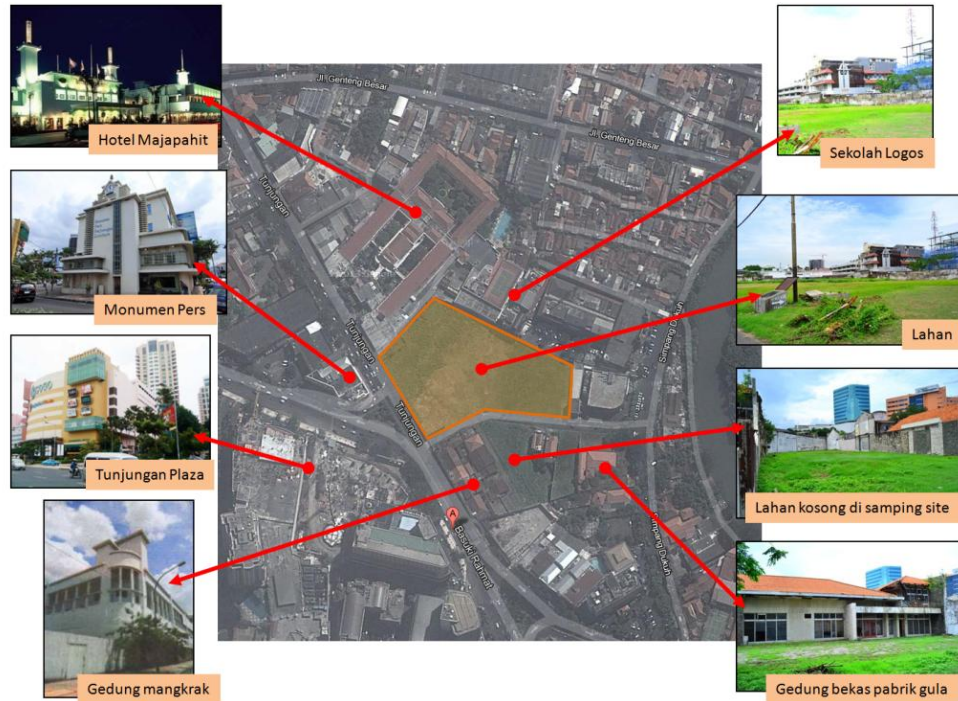 Hotel Majapahit
Monumen Pers
Tunjungan Plaza
Gedung mangkrak
Jl. Genteng Besar
Jl. Genteng Besar
Tunjungan
Tunjungan
Tunjungan
Simpang Dukuh
Simpang Dukuh
A
Basuki Rahmat
Sekolah Logos
Lahan
Lahan kosong di samping site
Gedung bekas pabrik gula